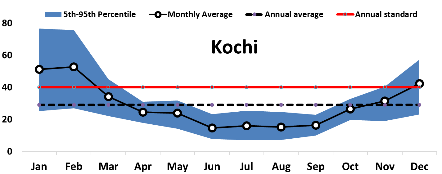 5th-95th Percentile Monthly Average Annual average Annual standard
Kochi
80
60
40
20
0
Jan Feb Mar Apr May Jun Jul Aug Sep Oct Nov Dec